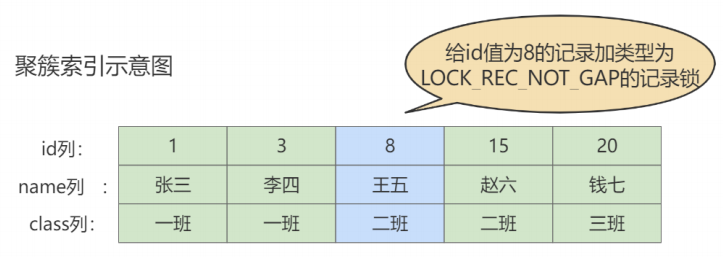 聚簇索引示意图
给id值为8的记录加类型为
LOCK_REC_NOT_GAP的记录锁
id列： 1 3 8 15 20
name列 ： 张三 李四 王五 赵六 钱七
class列： 一班 一班 二班 二班 三班